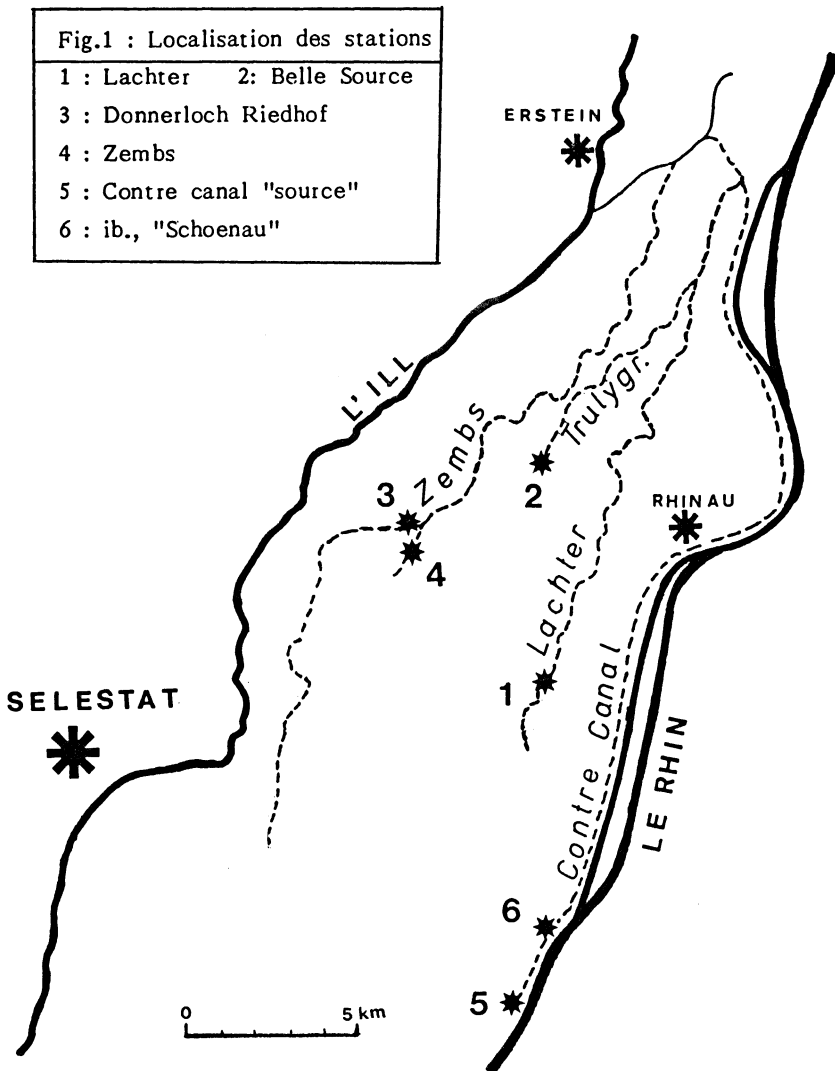 Fig.1 : Localisation des stations
1 : Lachter 2: Belle Source
3 : Donnerloch Riedhof
4 : Zembs
5 : Contre canal "source"
6 : ib., "Schoenau"
ERSTEIN
L'ILL
Zembs
Trulygr.
3
2
4
RHINAU
Lachter
1
SELESTAT
Contre Canal
LE RHIN
6
5
0 5 km